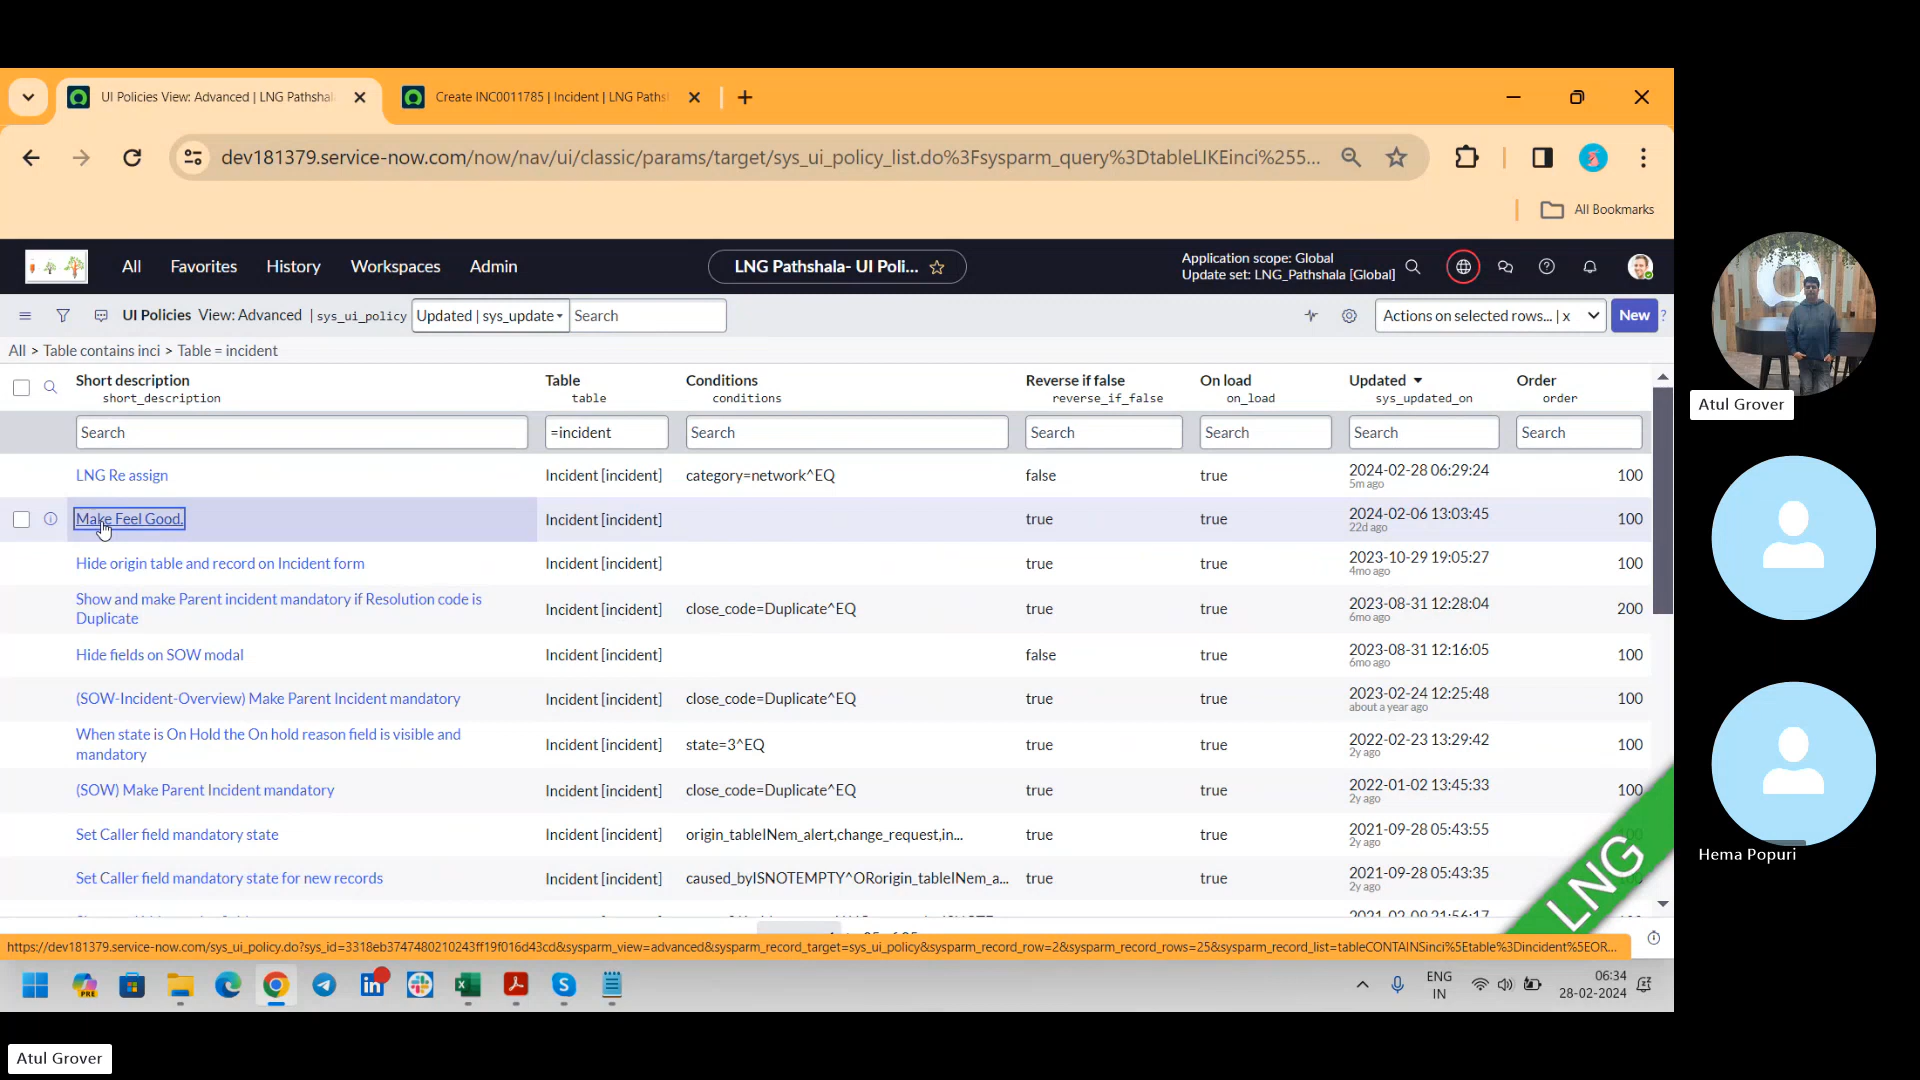 UI Policies View: Advanced | LNG Pathshal
Create INC0011785 | Incident | LNG Paths
dev181379.service-now.com/now/nav/ui/classic/params/target/sys_ui_policy_list.do%3Fsysparm_query%3DtableLIKEinci%255...
All Bookmarks
All Favorites History Workspaces Admin
LNG Pathshala- UI Poli...
Application scope: Global
Update set: LNG_Pathshala [Global]
UI Policies View: Advanced | sys_ui_policy Updated | sys_update Search
Actions on selected rows... | x New ?
All > Table contains inci > Table = incident
Short description Table Conditions Reverse if false On load Updated Order
short_description table conditions reverse_if_false on_load sys_updated_on order
Search =incident Search Search Search Search Search
LNG Re assign Incident [incident] category=network^EQ false true 2024-02-28 06:29:24 100
5m ago
Make Feel Good. Incident [incident] true true 2024-02-06 13:03:45 100
22d ago
Hide origin table and record on Incident form Incident [incident] true true 2023-10-29 19:05:27 100
4mo ago
Show and make Parent incident mandatory if Resolution code is
Duplicate Incident [incident] close_code=Duplicate^EQ true true 2023-08-31 12:28:04 200
6mo ago
Hide fields on SOW modal Incident [incident] false true 2023-08-31 12:16:05 100
6mo ago
(SOW-Incident-Overview) Make Parent Incident mandatory Incident [incident] close_code=Duplicate^EQ true true 2023-02-24 12:25:48 100
about a year ago
When state is On Hold the On hold reason field is visible and
mandatory Incident [incident] state=3^EQ true true 2022-02-23 13:29:42 100
2y ago
(SOW) Make Parent Incident mandatory Incident [incident] close_code=Duplicate^EQ true true 2022-01-02 13:45:33 100
2y ago
Set Caller field mandatory state Incident [incident] origin_tableINem_alert,change_request,in... true true 2021-09-28 05:43:55
2y ago
Set Caller field mandatory state for new records Incident [incident] caused_byISNOTEMPTY^ORorigin_tableINem_a... true true 2021-09-28 05:43:35
2y ago
LNG
https://dev181379.service-now.com/sys_ui_policy.do?sys_id=3318eb3747480210243ff19f016d43cd&sysparm_view=advanced&sysparm_record_target=sys_ui_policy&sysparm_record_row=2&sysparm_record_rows=25&sysparm_record_list=tableCONTAINSinci%5Etable%3Dincident%5EOR...
PRE
ENG
IN
06:34
28-02-2024
Atul Grover
Hema Popuri
Atul Grover